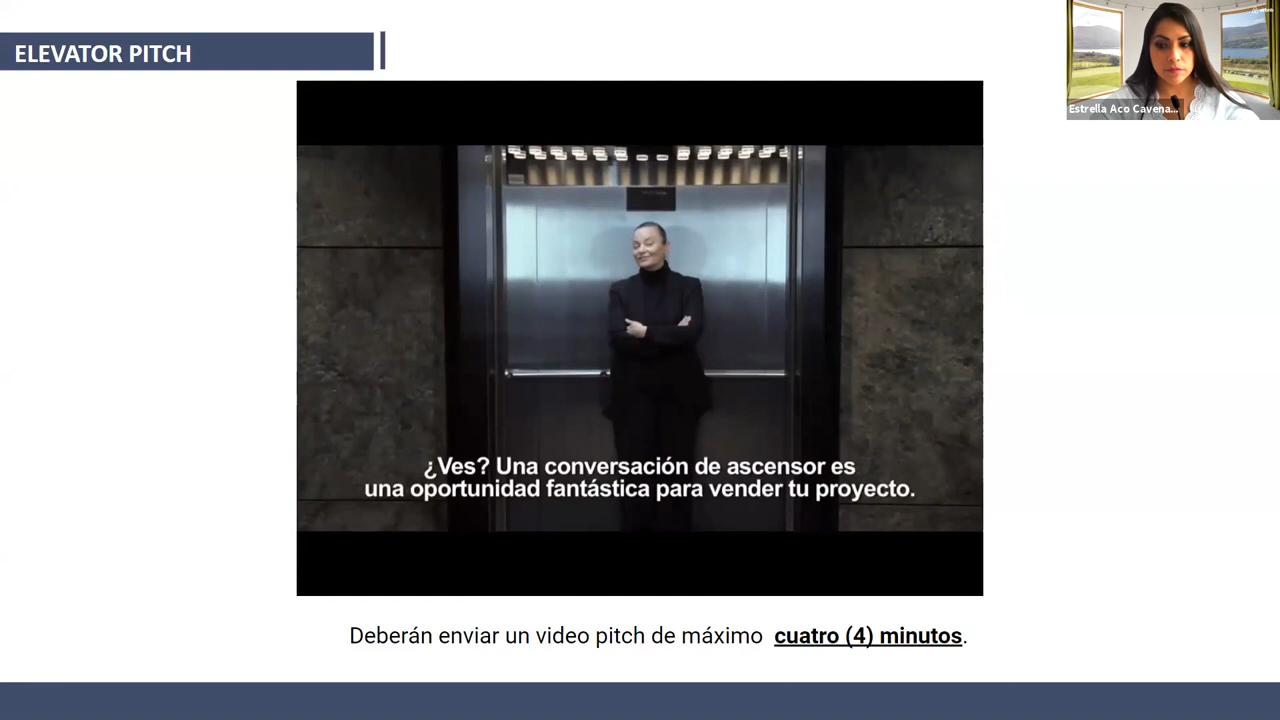 ELEVATOR PITCH
Estrella Aco Cavena...
¿Ves? Una conversación de ascensor es
una oportunidad fantástica para vender tu proyecto.
Deberán enviar un video pitch de máximo cuatro (4) minutos.